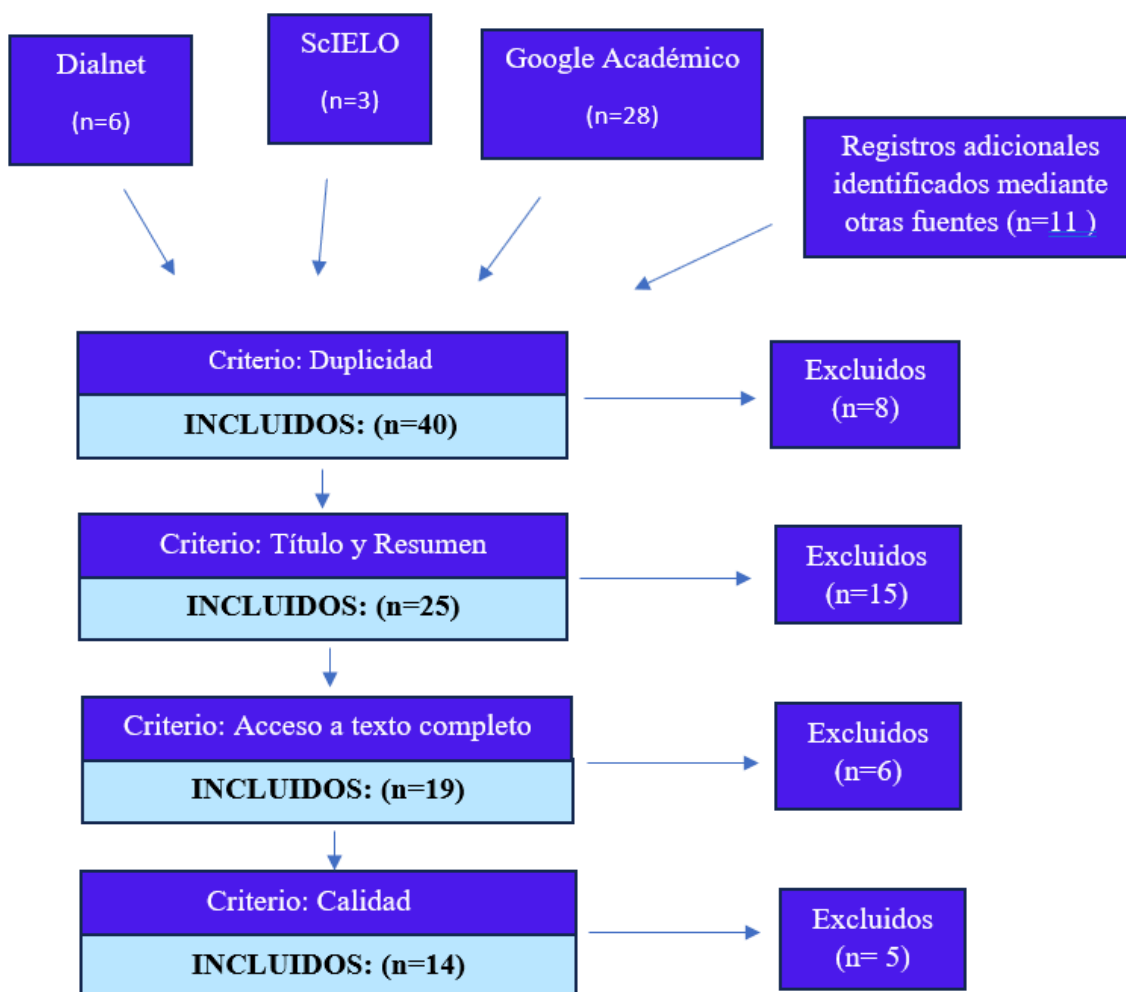 Dialnet
(n=6)
ScIELO
(n=3)
Google Académico
(n=28)
Registros adicionales
identificados mediante
otras fuentes (n=11 )
Criterio: Duplicidad
INCLUIDOS: (n=40)
Excluidos
(n=8)
Criterio: Título y Resumen
INCLUIDOS: (n=25)
Excluidos
(n=15)
Criterio: Acceso a texto completo
INCLUIDOS: (n=19)
Excluidos
(n=6)
Criterio: Calidad
INCLUIDOS: (n=14)
Excluidos
(n= 5)